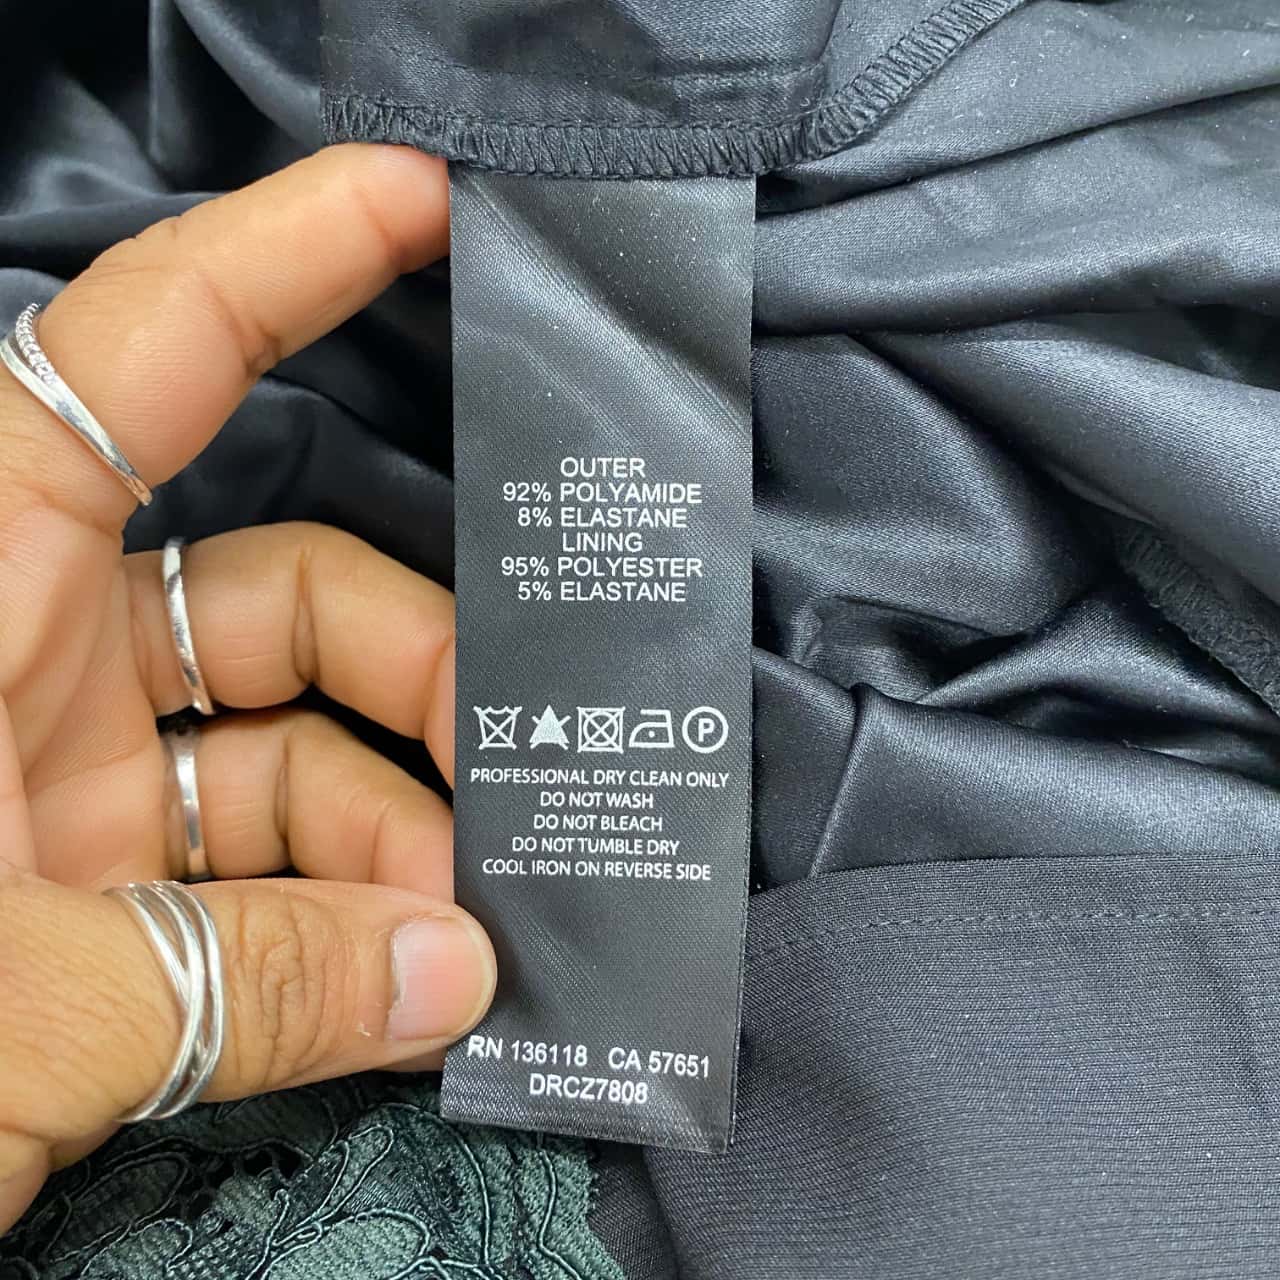 OUTER
92% POLYAMIDE
8% ELASTANE
LINING
95% POLYESTER
5% ELASTANE
P
PROFESSIONAL DRY CLEAN ONLY
DO NOT WASH
DO NOT BLEACH
DO NOT TUMBLE DRY
COOL IRON ON REVERSE SIDE
RN 136118 CA 57651
DRCZ7808